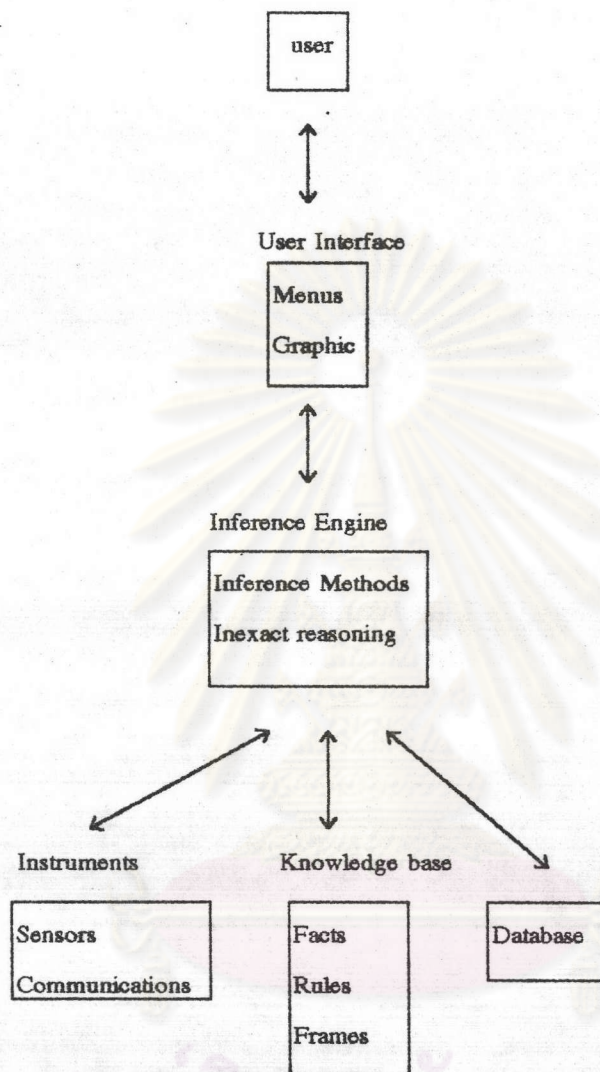 user
User Interface
Menus
Graphic
Inference Engine
Inference Methods
Inexact reasoning
Instruments
Sensors
Communications
Knowledge base
Facts
Rules
Frames
Database